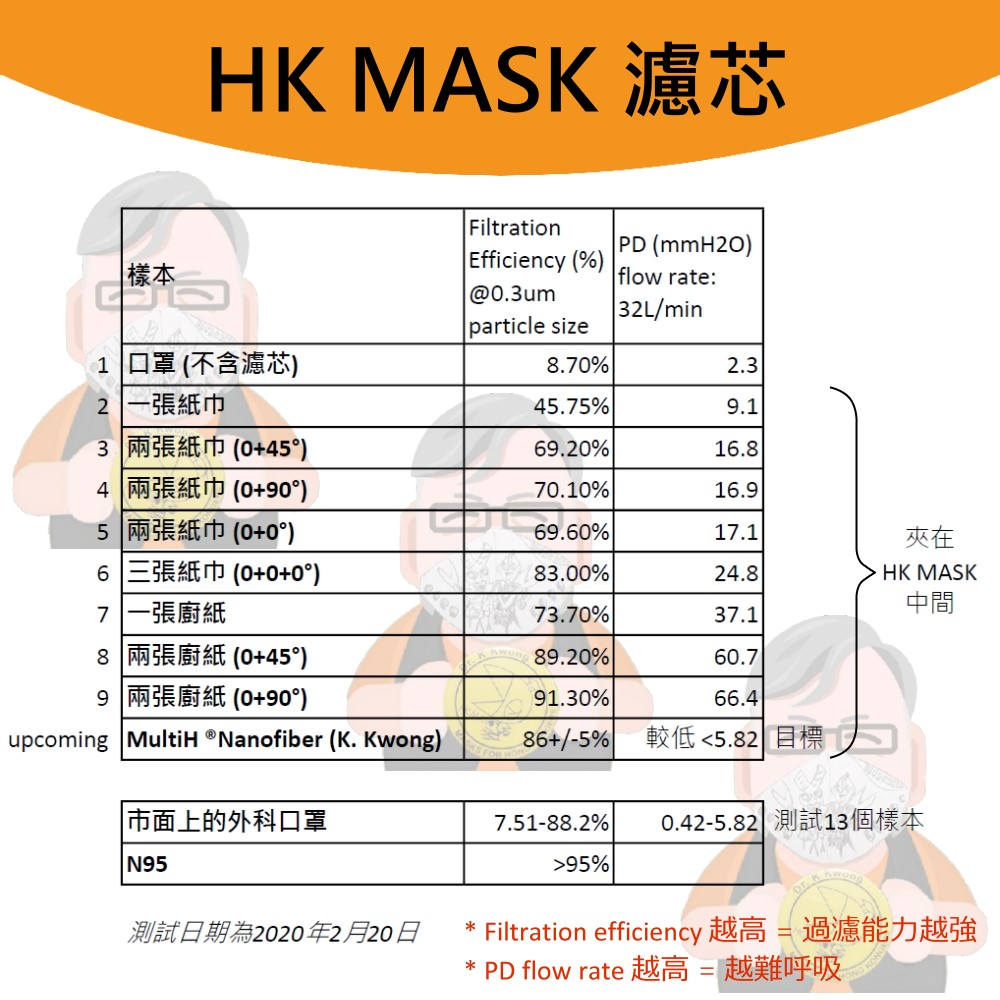 HK MASK 濾芯
樣本
Filtration
Efficiency (%)
@0.3um
particle size
PD (mmH2O)
flow rate:
32L/min
1 口罩 (不含濾芯) 8.70% 2.3
2 一張紙巾 45.75% 9.1
3 兩張紙巾 (0+45°) 69.20% 16.8
4 兩張紙巾 (0+90°) 70.10% 16.9
5 兩張紙巾 (0+0°) 69.60% 17.1
6 三張紙巾 (0+0+0°) 83.00% 24.8
7 一張廚紙 73.70% 37.1
8 兩張廚紙 (0+45°) 89.20% 60.7
9 兩張廚紙 (0+90°) 91.30% 66.4
upcoming MultiH ®Nanofiber (K. Kwong) 86+/-5% 較低 <5.82 目標
夾在
HK MASK
中間
市面上的外科口罩 7.51-88.2% 0.42-5.82 測試13個樣本
N95 >95%
測試日期為2020年2月20日
* Filtration efficiency 越高 = 過濾能力越強
* PD flow rate 越高 = 越難呼吸
Dr. K Kwong